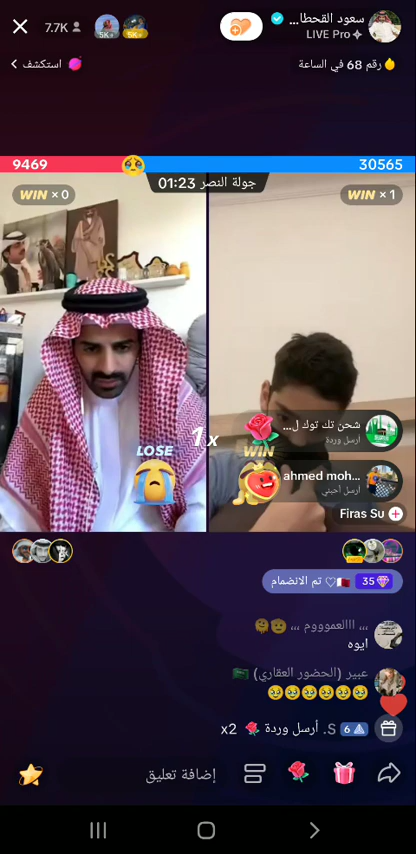 سعود القحطا...
LIVE Pro
7.7K
5K+
5K+
رقم 68 في الساعة
استكشف
9469
30565
جولة النصر 01:23
WIN × 0
WIN × 1
شحن تك توك ل...
أرسل وردة
1x
LOSE
WIN
ahmed moh...
أرسل أحبني
Firas Su
35 تم الانضمام
،،، االلعموووم ،،،
ايوه
عبير (الحضور العقاري)
6 S. أرسل وردة x2
إضافة تعليق